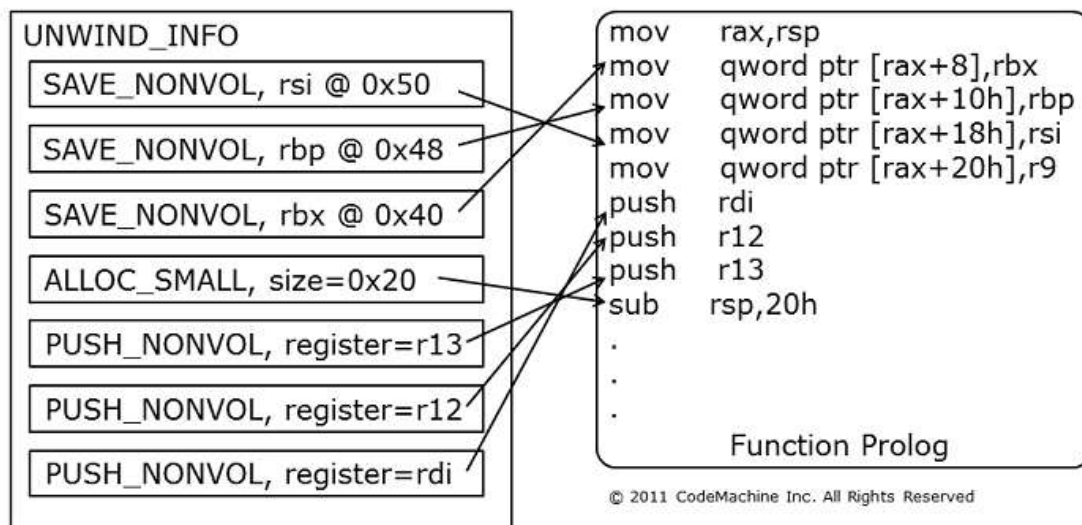 UNWIND_INFO
SAVE_NONVOL, rsi @ 0x50
SAVE_NONVOL, rbp @ 0x48
SAVE_NONVOL, rbx @ 0x40
ALLOC_SMALL, size=0x20
PUSH_NONVOL, register=r13
PUSH_NONVOL, register=r12
PUSH_NONVOL, register=rdi
mov rax,rsp
mov qword ptr [rax+8],rbx
mov qword ptr [rax+10h],rbp
mov qword ptr [rax+18h],rsi
mov qword ptr [rax+20h],r9
push rdi
push r12
push r13
sub rsp,20h
.
.
.
Function Prolog
© 2011 CodeMachine Inc. All Rights Reserved